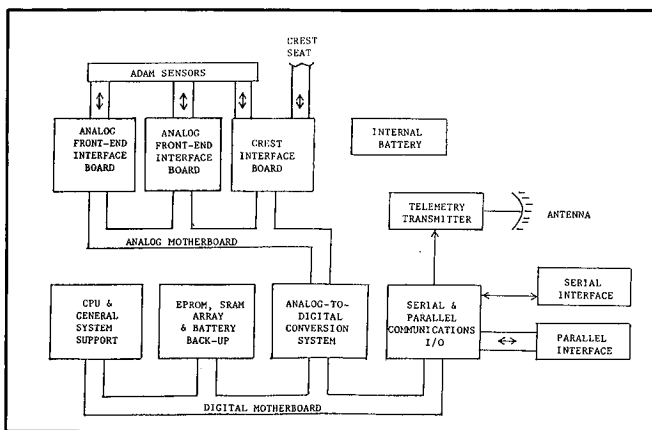 CREST
SEAT
ADAM SENSORS
ANALOG
FRONT-END
INTERFACE
BOARD
ANALOG
FRONT-END
INTERFACE
BOARD
CREST
INTERFACE
BOARD
INTERNAL
BATTERY
TELEMETRY
TRANSMITTER
ANTENNA
ANALOG MOTHERBOARD
CPU &
GENERAL
SYSTEM
SUPPORT
EPROM, SRAM
ARRAY
& BATTERY
BACK-UP
ANALOG-TO-
DIGITAL
CONVERSION
SYSTEM
SERIAL &
PARALLEL
COMMUNICATIONS
I/O
SERIAL
INTERFACE
PARALLEL
INTERFACE
DIGITAL MOTHERBOARD